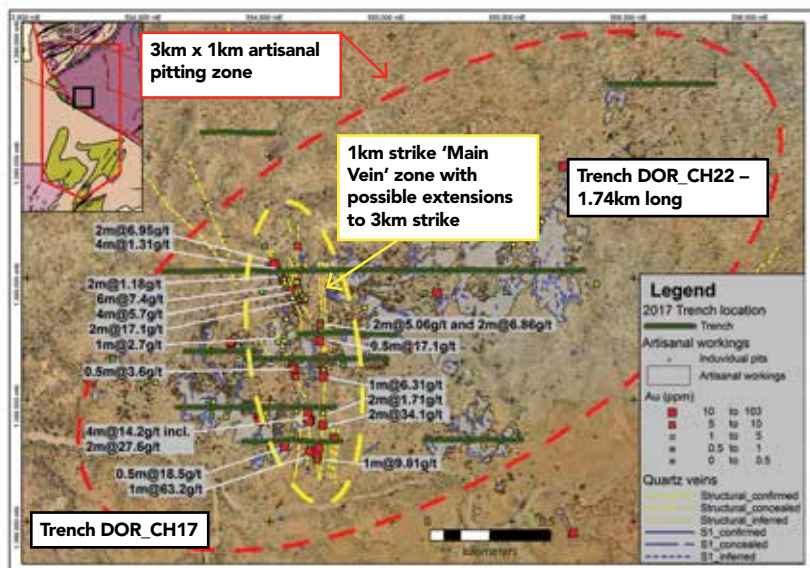 3km x 1km artisanal
pitting zone
1km strike ‘Main
Vein’ zone with
possible extensions
to 3km strike
Trench DOR_CH22 –
1.74km long
2m@6.95g/t
4m@1.31g/t
2m@1.18g/t
6m@7.4g/t
4m@5.7g/t
2m@17.1g/t
1m@2.7g/t
0.5m@3.6g/t
2m@5.06g/t and 2m@6.86g/t
0.5m@17.1g/t
1m@6.31g/t
2m@1.71g/t
2m@34.1g/t
4m@14.2g/t incl.
2m@27.6g/t
0.5m@18.5g/t
1m@63.2g/t
1m@9.81g/t
Trench DOR_CH17
Legend
2017 Trench location
Trench
Artisanal workings
Induvidual pits
Artisanal workings
Au (ppm)
10 to 103
5 to 10
1 to 5
0.5 to 1
0 to 0.5
Quartz veins
Structural_confirmed
Structural_concealed
Structural_inferred
S1_confirmed
S1_concealed
S1_inferred
0 0.5
kilometers